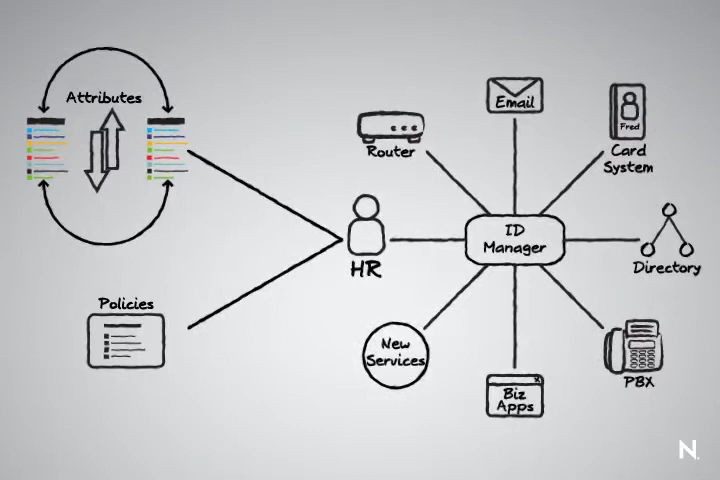 Attributes
Policies
HR
Router
Email
Fred
Card
System
ID
Manager
Directory
New
Services
Biz
Apps
PBX
N